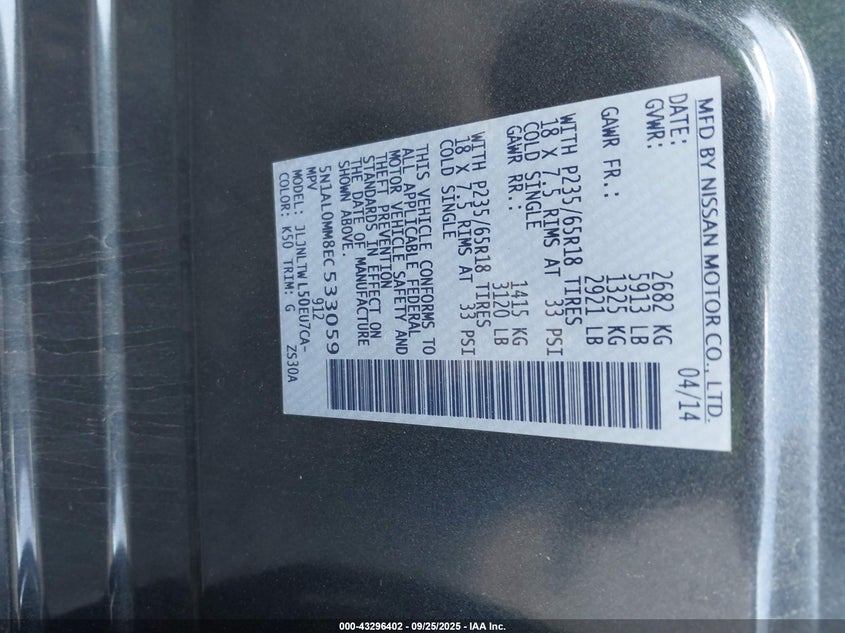 MFD BY NISSAN MOTOR CO., LTD.
DATE: 04/14
GVWR: 2682 KG
5913 LB
GAWR FR.: 1325 KG
2921 LB
WITH P235/65R18 TIRES
18 X 7.5 RIMS AT 33 PSI
COLD SINGLE
GAWR RR.: 1415 KG
3120 LB
WITH P235/65R18 TIRES
18 X 7.5 RIMS AT 33 PSI
COLD SINGLE
THIS VEHICLE CONFORMS TO
ALL APPLICABLE FEDERAL
MOTOR VEHICLE SAFETY AND
THEFT PREVENTION
STANDARDS IN EFFECT ON
THE DATE OF MANUFACTURE
SHOWN ABOVE.
5N1AL0MM8EC533059
MPV 912
MODEL: JLJNLTWL50EU7CA-
COLOR: K50 TRIM: G ZS30A
000-43296402 - 09/25/2025 - IAA Inc.